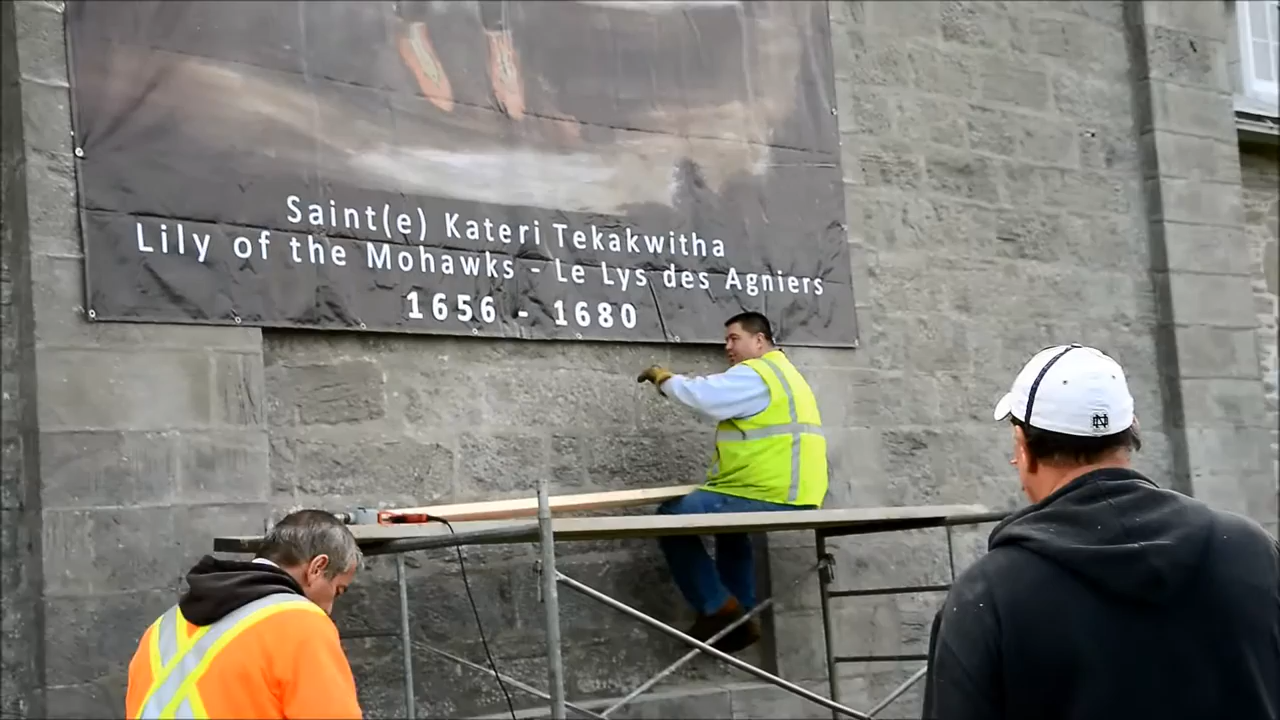 Saint(e) Kateri Tekakwitha
Lily of the Mohawks - Le Lys des Agniers
1656 - 1680